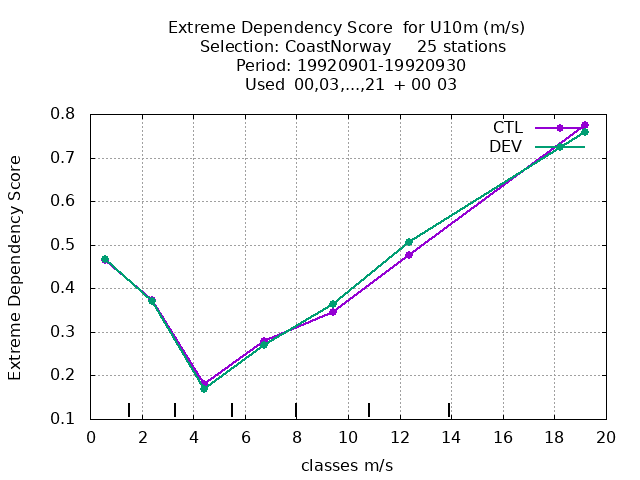 Extreme Dependency Score  for U10m (m/s)
Selection: CoastNorway     25 stations
Period: 19920901-19920930
Used  00,03,...,21  + 00 03
CTL
DEV
Extreme Dependency Score
0.8
0.7
0.6
0.5
0.4
0.3
0.2
0.1
0 2 4 6 8 10 12 14 16 18 20
classes m/s